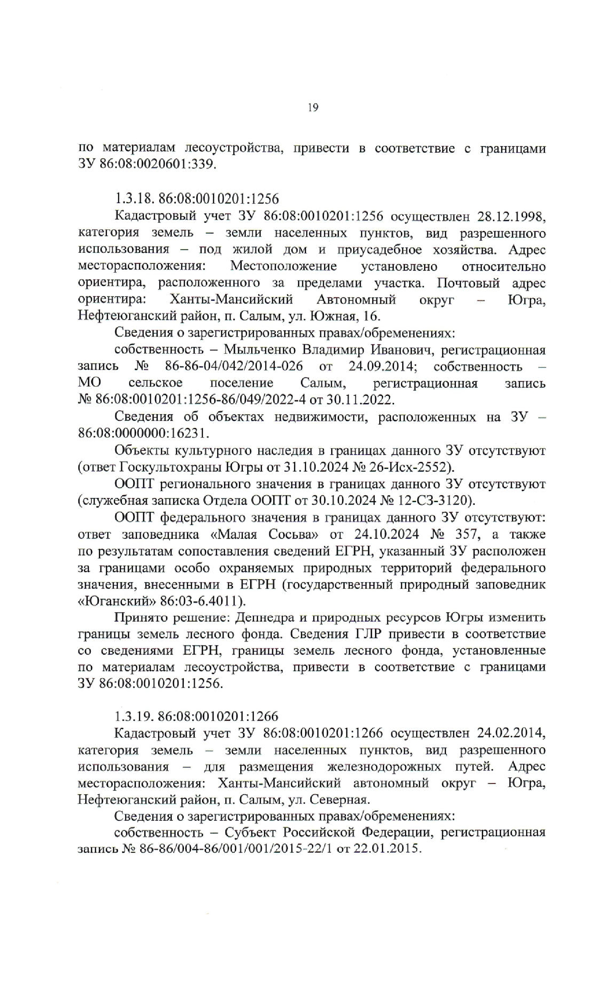 19
по материалам лесоустройства, привести в соответствие с границами
ЗУ 86:08:0020601:339.
1.3.18. 86:08:0010201:1256
Кадастровый учет ЗУ 86:08:0010201:1256 осуществлен 28.12.1998,
категория земель – земли населенных пунктов, вид разрешенного
использования – под жилой дом и приусадебное хозяйства. Адрес
месторасположения: Местоположение установлено относительно
ориентира, расположенного за пределами участка. Почтовый адрес
ориентира: Ханты-Мансийский Автономный округ – Югра,
Нефтеюганский район, п. Салым, ул. Южная, 16.
Сведения о зарегистрированных правах/обременениях:
собственность – Мыльченко Владимир Иванович, регистрационная
запись № 86-86-04/042/2014-026 от 24.09.2014; собственность –
МО сельское поселение Салым, регистрационная запись
№ 86:08:0010201:1256-86/049/2022-4 от 30.11.2022.
Сведения об объектах недвижимости, расположенных на ЗУ –
86:08:0000000:16231.
Объекты культурного наследия в границах данного ЗУ отсутствуют
(ответ Госкультохраны Югры от 31.10.2024 № 26-Исх-2552).
ООПТ регионального значения в границах данного ЗУ отсутствуют
(служебная записка Отдела ООПТ от 30.10.2024 № 12-СЗ-3120).
ООПТ федерального значения в границах данного ЗУ отсутствуют:
ответ заповедника «Малая Сосьва» от 24.10.2024 № 357, а также
по результатам сопоставления сведений ЕГРН, указанный ЗУ расположен
за границами особо охраняемых природных территорий федерального
значения, внесенными в ЕГРН (государственный природный заповедник
«Юганский» 86:03-6.4011).
Принято решение: Депнедра и природных ресурсов Югры изменить
границы земель лесного фонда. Сведения ГЛР привести в соответствие
со сведениями ЕГРН, границы земель лесного фонда, установленные
по материалам лесоустройства, привести в соответствие с границами
ЗУ 86:08:0010201:1256.
1.3.19. 86:08:0010201:1266
Кадастровый учет ЗУ 86:08:0010201:1266 осуществлен 24.02.2014,
категория земель – земли населенных пунктов, вид разрешенного
использования – для размещения железнодорожных путей. Адрес
месторасположения: Ханты-Мансийский автономный округ – Югра,
Нефтеюганский район, п. Салым, ул. Северная.
Сведения о зарегистрированных правах/обременениях:
собственность – Субъект Российской Федерации, регистрационная
запись № 86-86/004-86/001/001/2015-22/1 от 22.01.2015.